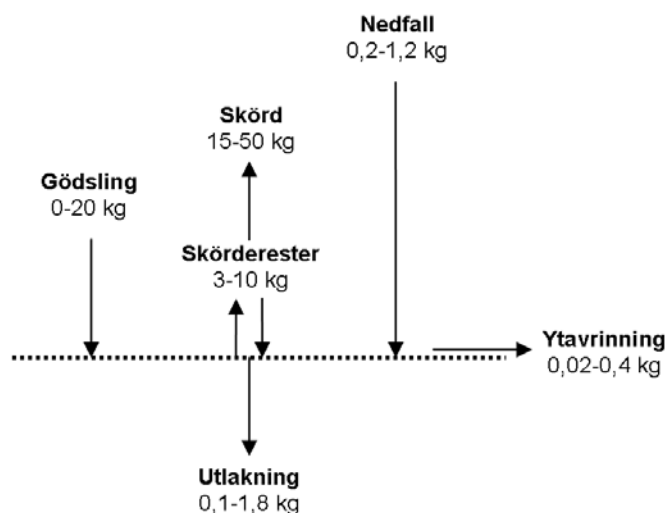 Nedfall
0,2-1,2 kg
Skörd
15-50 kg
Gödsling
0-20 kg
Skörderester
3-10 kg
Ytavrinning
0,02-0,4 kg
Utlakning
0,1-1,8 kg